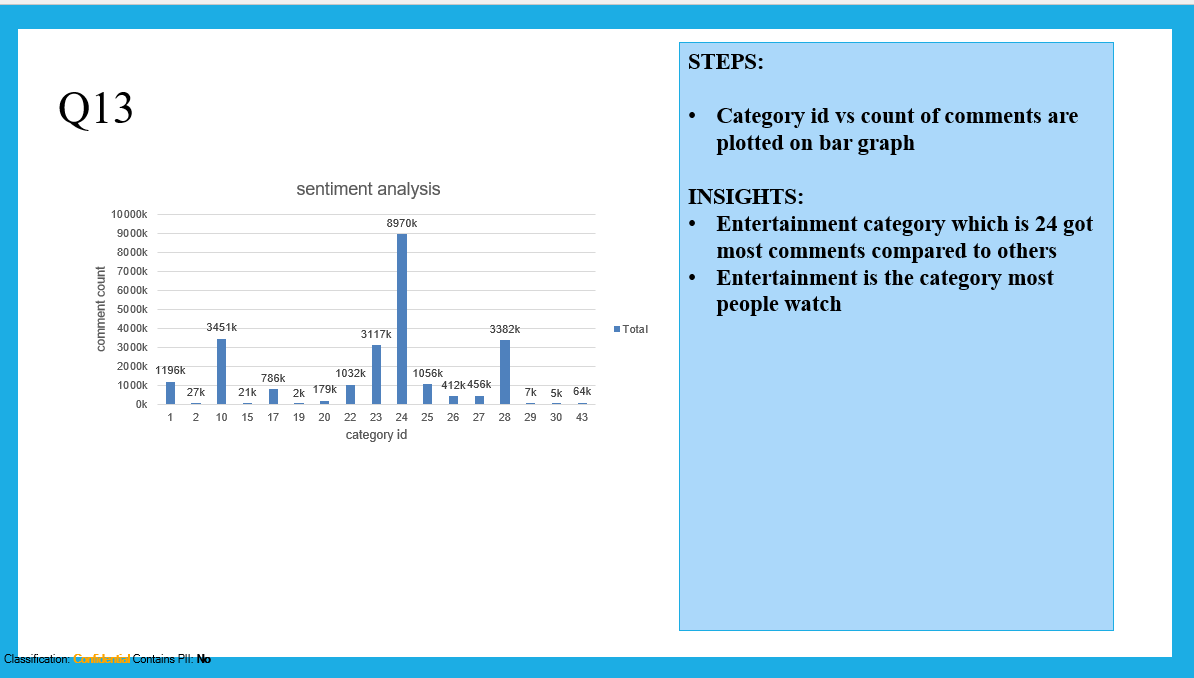 Q13
sentiment analysis
comment count
10000k
9000k
8000k
7000k
6000k
5000k
4000k
3000k
2000k
1000k
0k
1196k
27k
3451k
21k
786k
2k
179k
1032k
3117k
8970k
1056k
412k
456k
3382k
7k
5k
64k
1 2 10 15 17 19 20 22 23 24 25 26 27 28 29 30 43
category id
Total
STEPS:
• Category id vs count of comments are
plotted on bar graph
INSIGHTS:
• Entertainment category which is 24 got
most comments compared to others
• Entertainment is the category most
people watch
Classification: Confidential Contains PII: No